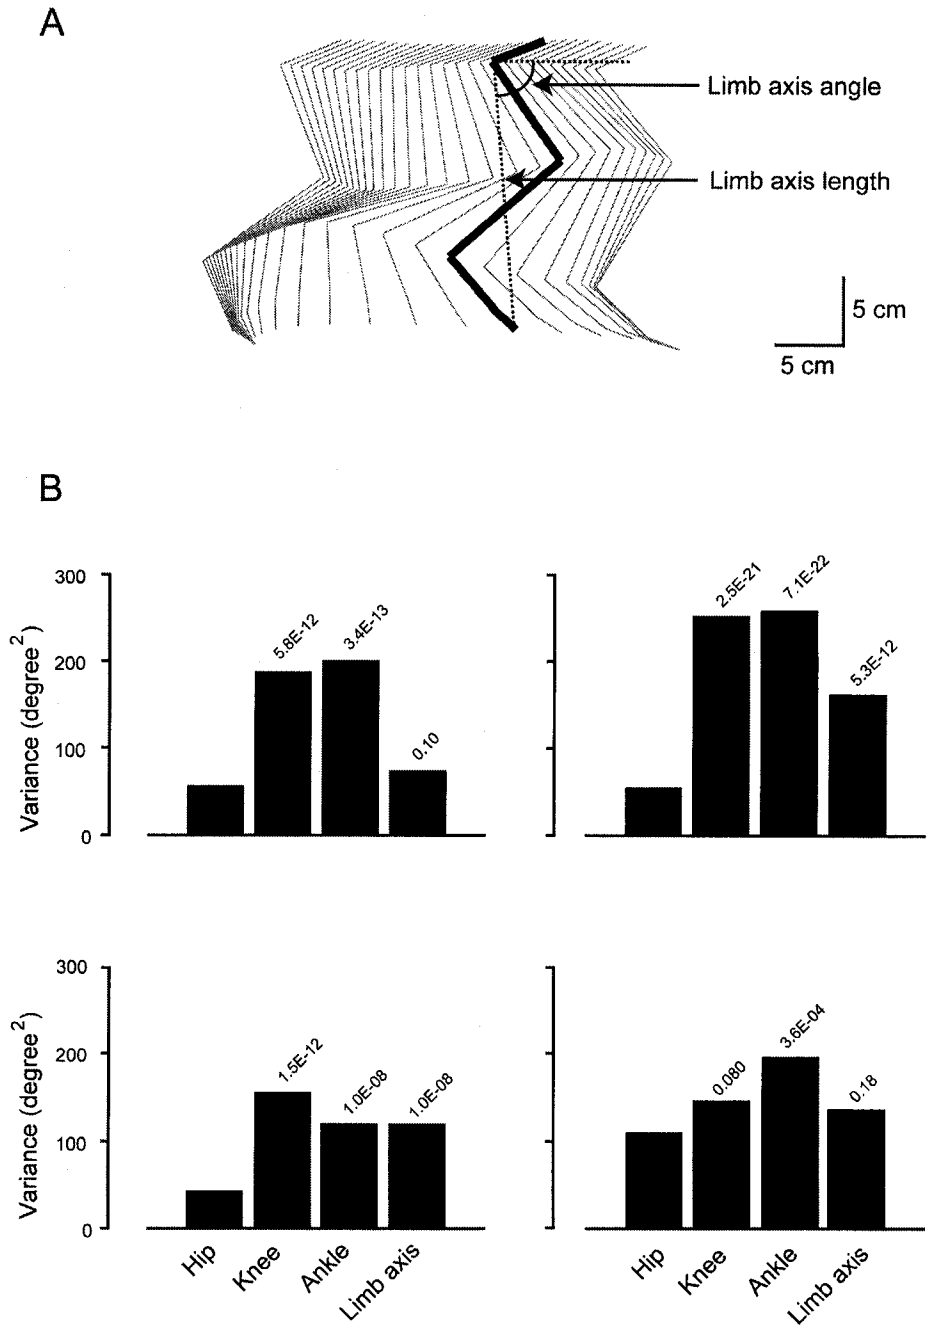 A
Limb axis angle
Limb axis length
5 cm
5 cm
B
Variance (degree²)
300
200
100
0
5.8E-12
3.4E-13
0.10
2.5E-21
7.1E-22
5.3E-12
Variance (degree²)
300
200
100
0
1.5E-12
1.0E-08
1.0E-08
0.080
3.6E-04
0.18
Hip
Knee
Ankle
Limb axis
Hip
Knee
Ankle
Limb axis